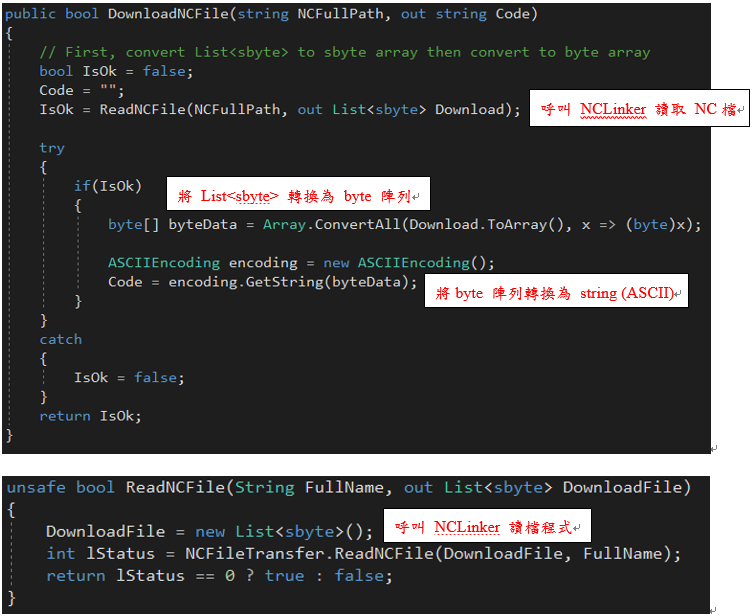 public bool DownloadNCFile(string NCFullPath, out string Code)
{
// First, convert List<sbyte> to sbyte array then convert to byte array
bool IsOk = false;
Code = "";
IsOk = ReadNCFile(NCFullPath, out List<sbyte> Download);
呼叫 NCLinker 讀取 NC 檔
try
{
if(IsOk)
將 List<sbyte> 轉換為 byte 陣列
{
byte[] byteData = Array.ConvertAll(Download.ToArray(), x => (byte)x);
ASCIIEncoding encoding = new ASCIIEncoding();
Code = encoding.GetString(byteData);
將 byte 陣列轉換為 string (ASCII)
}
}
catch
{
IsOk = false;
}
return IsOk;
}
unsafe bool ReadNCFile(String FullName, out List<sbyte> DownloadFile)
{
DownloadFile = new List<sbyte>();
呼叫 NCLinker 讀檔程式
int lStatus = NCFileTransfer.ReadNCFile(DownloadFile, FullName);
return lStatus == 0 ? true : false;
}